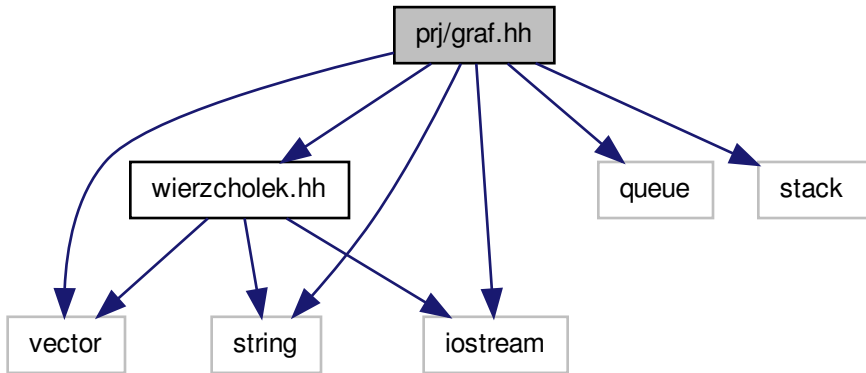 prj/graf.hh
wierzcholek.hh
queue
stack
vector
string
iostream